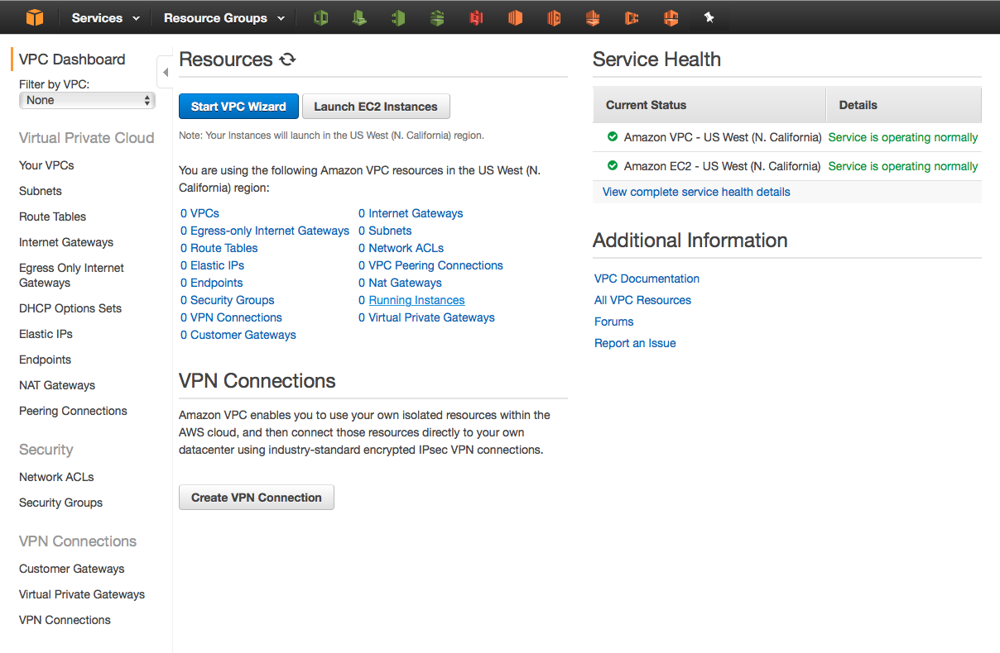 Services
Resource Groups
VPC Dashboard
Filter by VPC:
None
Virtual Private Cloud
Your VPCs
Subnets
Route Tables
Internet Gateways
Egress Only Internet
Gateways
DHCP Options Sets
Elastic IPs
Endpoints
NAT Gateways
Peering Connections
Security
Network ACLs
Security Groups
VPN Connections
Customer Gateways
Virtual Private Gateways
VPN Connections
Resources
Start VPC Wizard
Launch EC2 Instances
Note: Your Instances will launch in the US West (N. California) region.
You are using the following Amazon VPC resources in the US West (N.
California) region:
0 VPCs
0 Internet Gateways
0 Egress-only Internet Gateways
0 Subnets
0 Route Tables
0 Network ACLs
0 Elastic IPs
0 VPC Peering Connections
0 Endpoints
0 Nat Gateways
0 Security Groups
0 Running Instances
0 VPN Connections
0 Virtual Private Gateways
0 Customer Gateways
VPN Connections
Amazon VPC enables you to use your own isolated resources within the
AWS cloud, and then connect those resources directly to your own
datacenter using industry-standard encrypted IPsec VPN connections.
Create VPN Connection
Service Health
Current Status
Details
Amazon VPC - US West (N. California) Service is operating normally
Amazon EC2 - US West (N. California) Service is operating normally
View complete service health details
Additional Information
VPC Documentation
All VPC Resources
Forums
Report an Issue